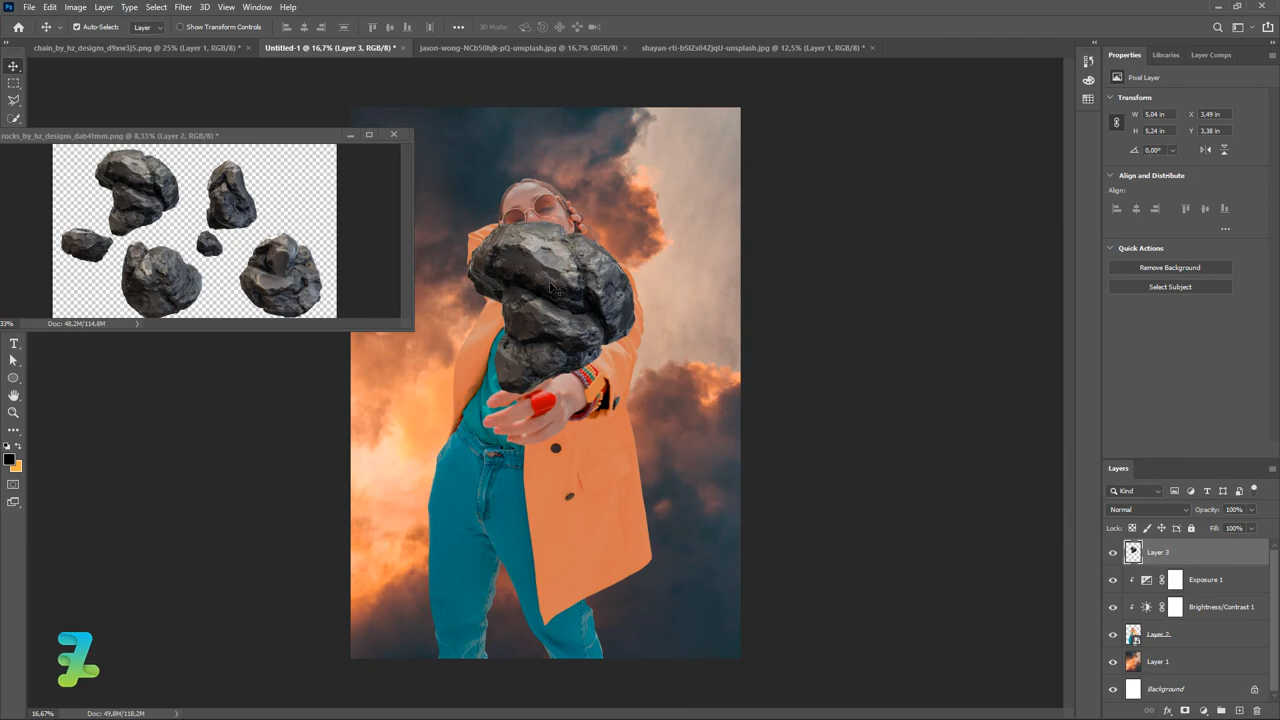 File Edit Image Layer Type Select Filter 3D View Window Help
Auto-Select: Layer Show Transform Controls 3D Mode:
chain_by_hz_designs_d9xw3j5.png @ 25% (Layer 1, RGB/8) * Untitled-1 @ 16,7% (Layer 3, RGB/8) * jason-wong-NCb50hjk-pQ-unsplash.jpg @ 16,7% (RGB/8) shayan-rti-bSlZs04ZjqU-unsplash.jpg @ 12,5% (Layer 1, RGB/8) *
rocks_by_hz_designs_dab4tmm.png @ 8,33% (Layer 2, RGB/8) *
33% Doc: 48,2M/114,8M
Properties Libraries Layer Comps
Pixel Layer
Transform
W 5,04 in X 3,49 in
H 5,24 in Y 3,38 in
0,00°
Align and Distribute
Align:
Quick Actions
Remove Background
Select Subject
Layers
Kind
Normal Opacity: 100%
Lock: Fill: 100%
Layer 3
Exposure 1
Brightness/Contrast 1
Layer 2
Layer 1
Background
16,67% Doc: 49,8M/118,2M